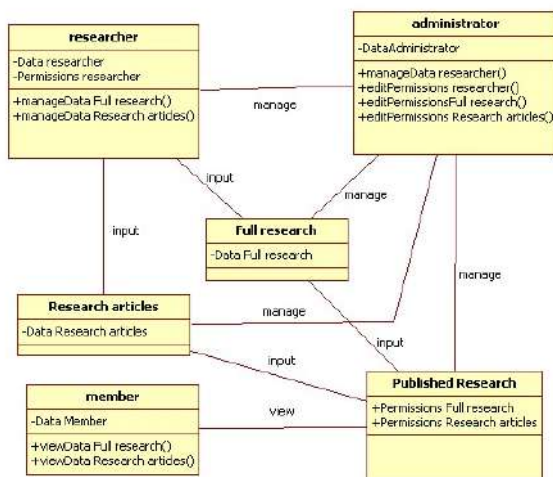 researcher
-Data researcher
-Permissions researcher
+manageData Full research()
+manageData Research articles()
administrator
-DataAdministrator
+manageData researcher()
+editPermissions researcher()
+editPermissionsFull research()
+editPermissions Research articles()
manage
input
manage
input
Full research
-Data Full research
manage
Research articles
-Data Research articles
manage
input
input
member
-Data Member
+viewData Full research()
+viewData Research articles()
view
Published Research
+Permissions Full research
+Permissions Research articles